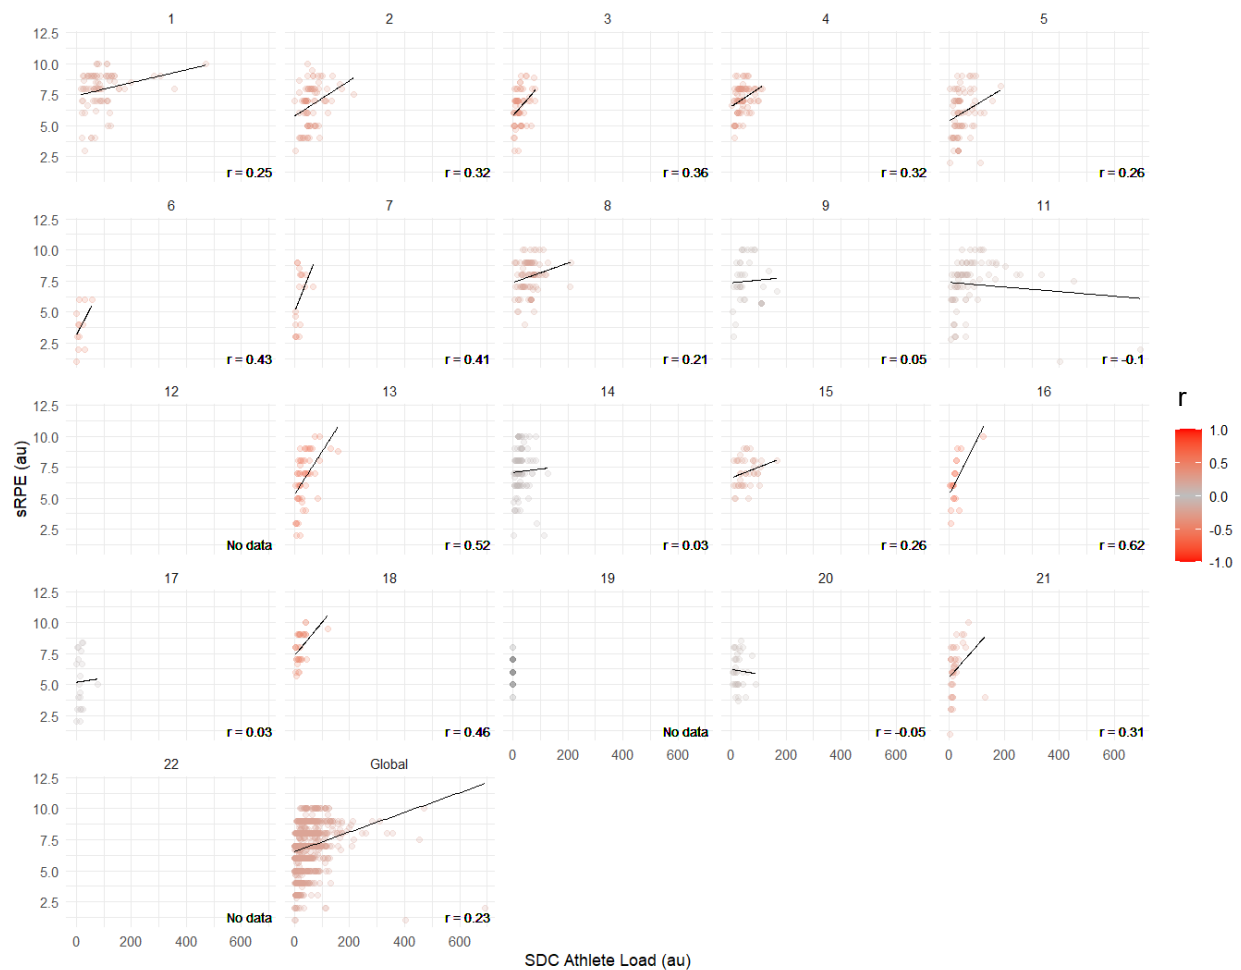 1 2 3 4 5
12.5
10.0
7.5
5.0
2.5
r = 0.25 r = 0.32 r = 0.36 r = 0.32 r = 0.26
6 7 8 9 11
12.5
10.0
7.5
5.0
2.5
r = 0.43 r = 0.41 r = 0.21 r = 0.05 r = -0.1
12 13 14 15 16
12.5
10.0
7.5
5.0
2.5
No data r = 0.52 r = 0.03 r = 0.26 r = 0.62
17 18 19 20 21
12.5
10.0
7.5
5.0
2.5
r = 0.03 r = 0.46 No data r = -0.05 r = 0.31
0 200 400 600 0 200 400 600 0 200 400 600
22 Global
12.5
10.0
7.5
5.0
2.5
No data r = 0.23
0 200 400 600 0 200 400 600
SDC Athlete Load (au)
sRPE (au)
r
1.0
0.5
0.0
-0.5
-1.0